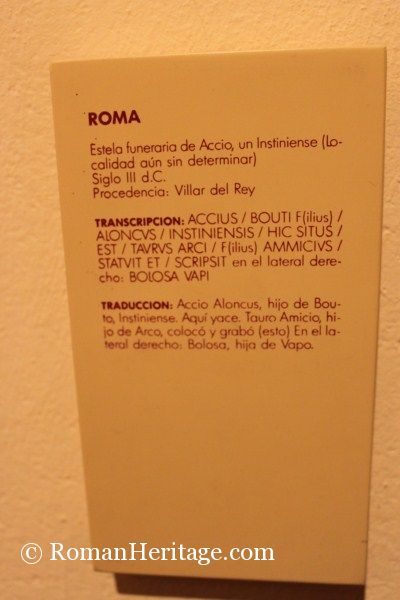 ROMA
Estela funeraria de Accio, un Instiniense (Lo-
calidad aún sin determinar)
Siglo III d.C.
Procedencia: Villar del Rey
TRANSCRIPCION: ACCIUS / BOUTI F(ilius) /
ALONCVS / INSTINIENSIS / HIC SITUS /
EST / TAVRVS ARCI / F(ilius) AMMICIVS /
STATVIT ET / SCRIPSIT en el lateral dere-
cho: BOLOSA VAPI
TRADUCCION: Accio Aloncus, hijo de Bou-
to, Instiniense. Aquí yace. Tauro Amicio, hi-
jo de Arco, colocó y grabó (esto) En el la-
teral derecho: Bolosa, hija de Vapo.
© RomanHeritage.com